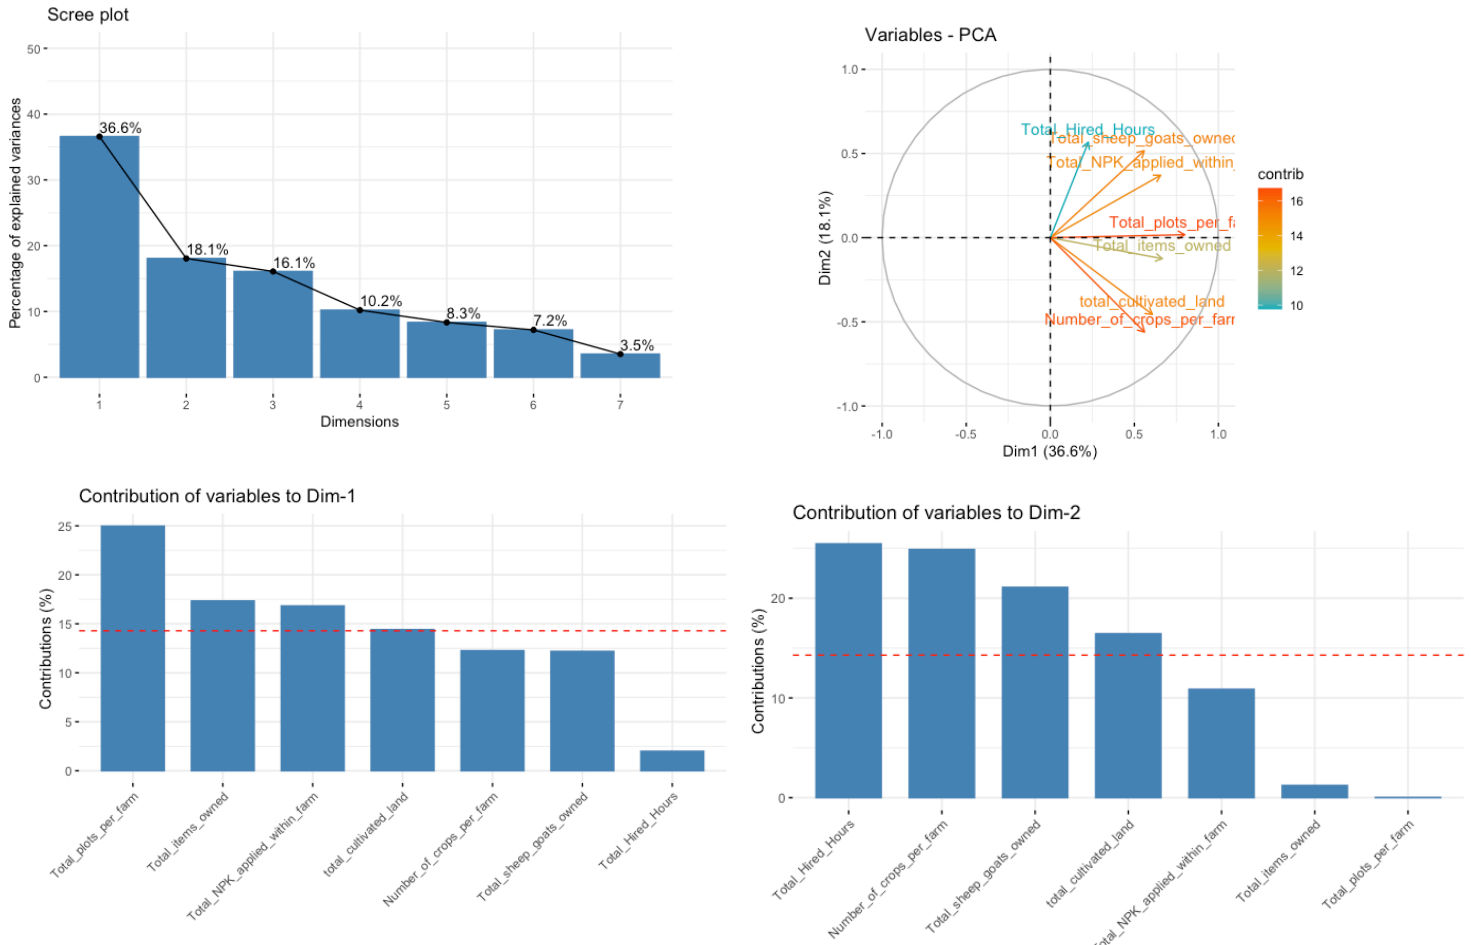 Scree plot
50
40
30
20
10
0
Percentage of explained variances
36.6%
18.1%
16.1%
10.2%
8.3%
7.2%
3.5%
1 2 3 4 5 6 7
Dimensions
Variables - PCA
1.0
0.5
0.0
-0.5
-1.0
Dim2 (18.1%)
Total_Hired_Hours
Total_sheep_goats_owned
Total_NPK_applied_within_
Total_plots_per_fa
Total_items_owned
total_cultivated_land
Number_of_crops_per_farm
-1.0 -0.5 0.0 0.5 1.0
Dim1 (36.6%)
contrib
16
14
12
10
Contribution of variables to Dim-1
25
20
15
10
5
0
Contributions (%)
Total_plots_per_farm
Total_items_owned
Total_NPK_applied_within_farm
total_cultivated_land
Number_of_crops_per_farm
Total_sheep_goats_owned
Total_Hired_Hours
Contribution of variables to Dim-2
20
10
0
Contributions (%)
Total_Hired_Hours
Number_of_crops_per_farm
Total_sheep_goats_owned
total_cultivated_land
Total_NPK_applied_within_farm
Total_items_owned
Total_plots_per_farm